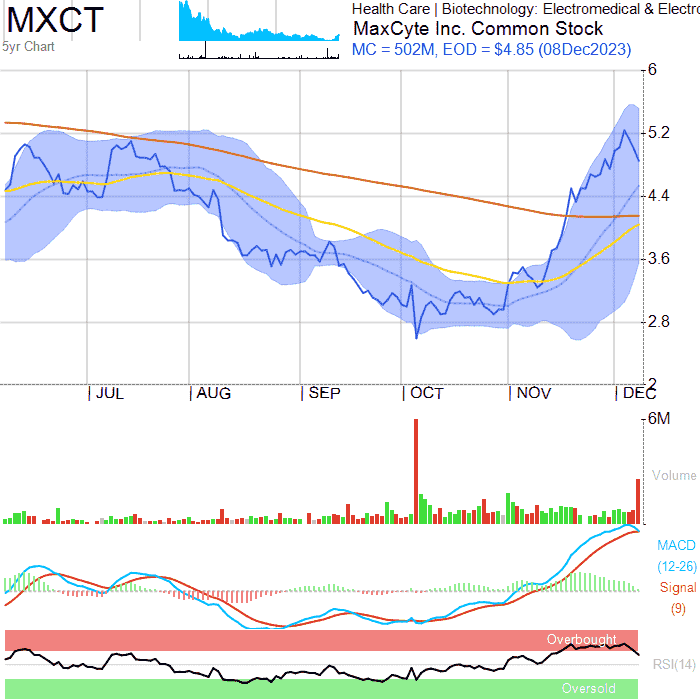 MXCT
5yr Chart
Health Care | Biotechnology: Electromedical & Electro
MaxCyte Inc. Common Stock
MC = 502M, EOD = $4.85 (08Dec2023)
6
5.2
4.4
3.6
2.8
2
JUL AUG SEP OCT NOV DEC
6M
Volume
MACD
(12-26)
Signal
(9)
Overbought
RSI(14)
Oversold